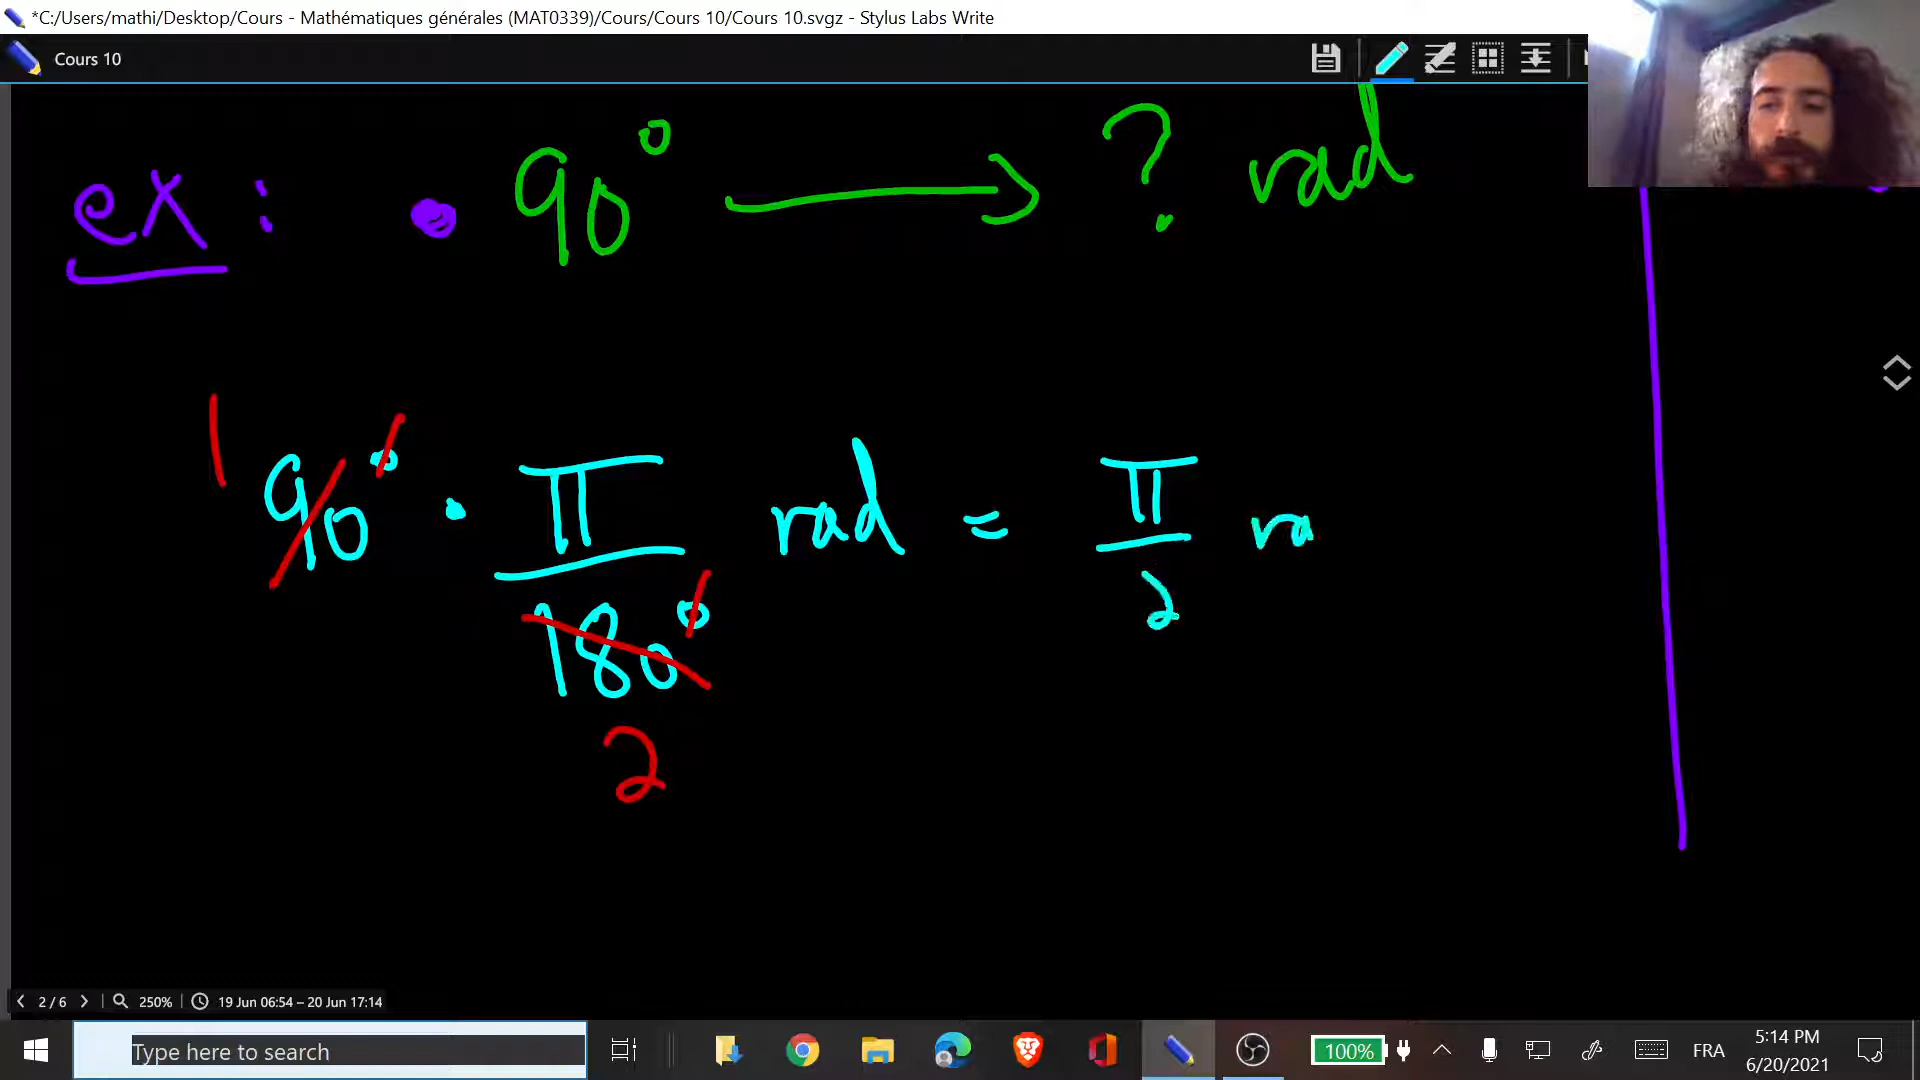 *C:/Users/mathi/Desktop/Cours - Mathématiques générales (MAT0339)/Cours/Cours 10/Cours 10.svgz - Stylus Labs Write
Cours 10
ex : • 90° → ? rad
1
90° · π/180° rad = π/2 ra
2
2 / 6 250% 19 Jun 06:54 – 20 Jun 17:14
Type here to search
100% FRA 5:14 PM
6/20/2021